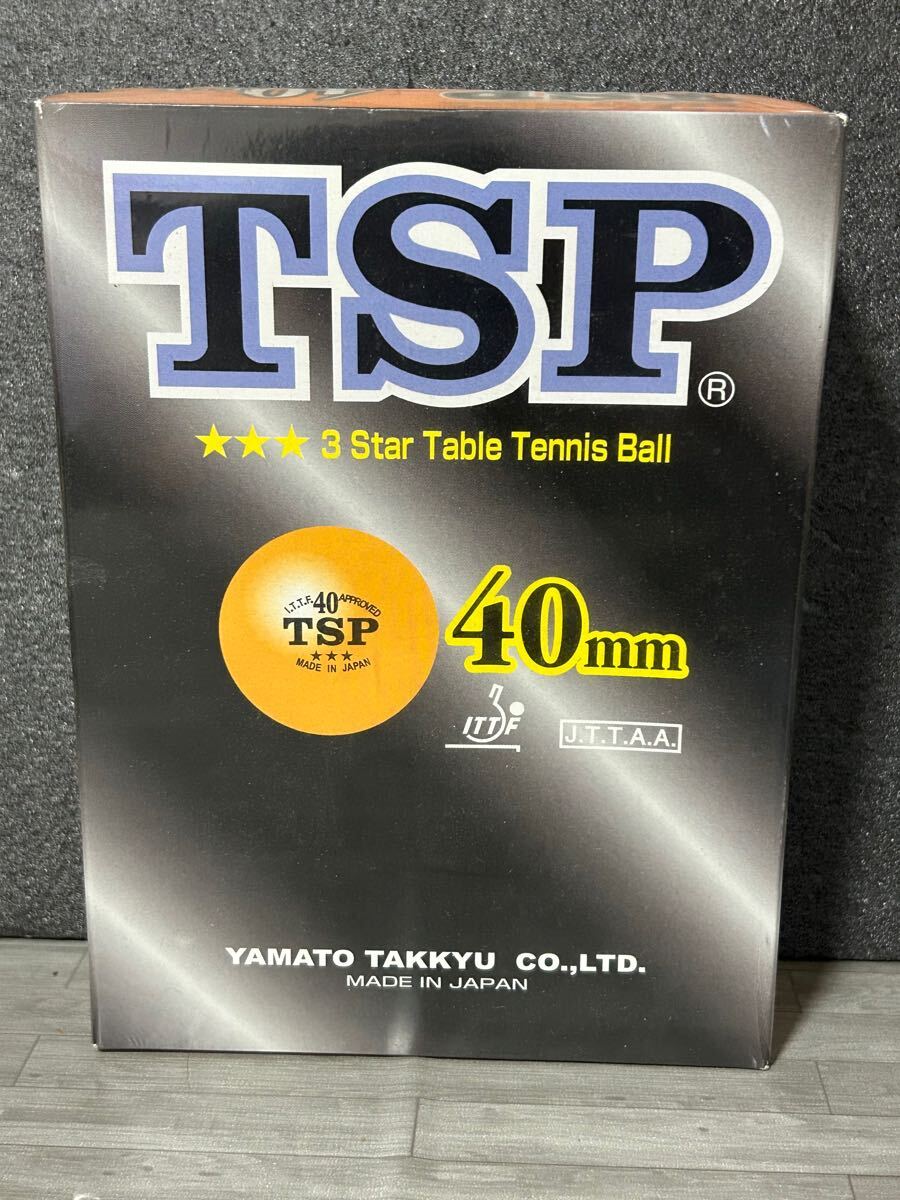 TSP®
★★★ 3 Star Table Tennis Ball
I.T.T.F. 40 APPROVED
TSP
★★★
MADE IN JAPAN
40mm
ITTF
J.T.T.A.A.
YAMATO TAKKYU CO.,LTD.
MADE IN JAPAN